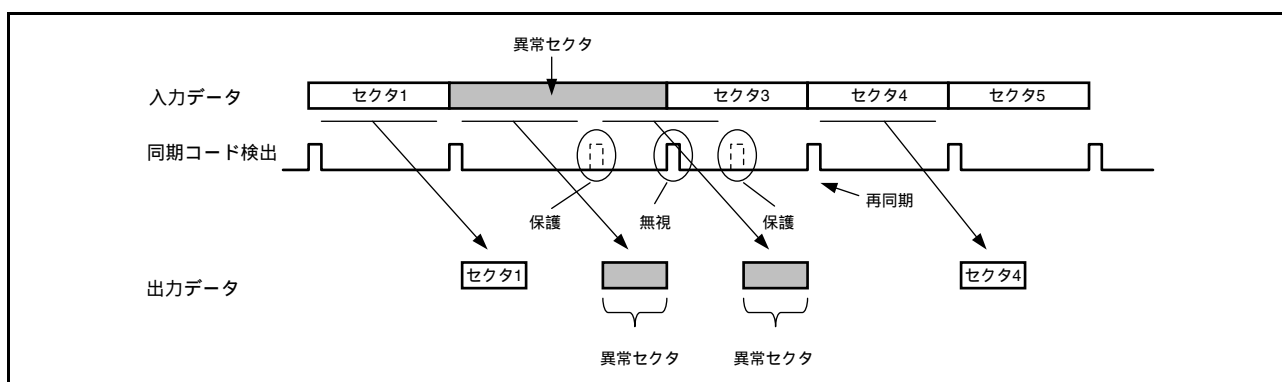 異常セクタ
入力データ
セクタ1
セクタ3
セクタ4
セクタ5
同期コード検出
保護
無視
保護
再同期
出力データ
セクタ1
セクタ4
異常セクタ
異常セクタ